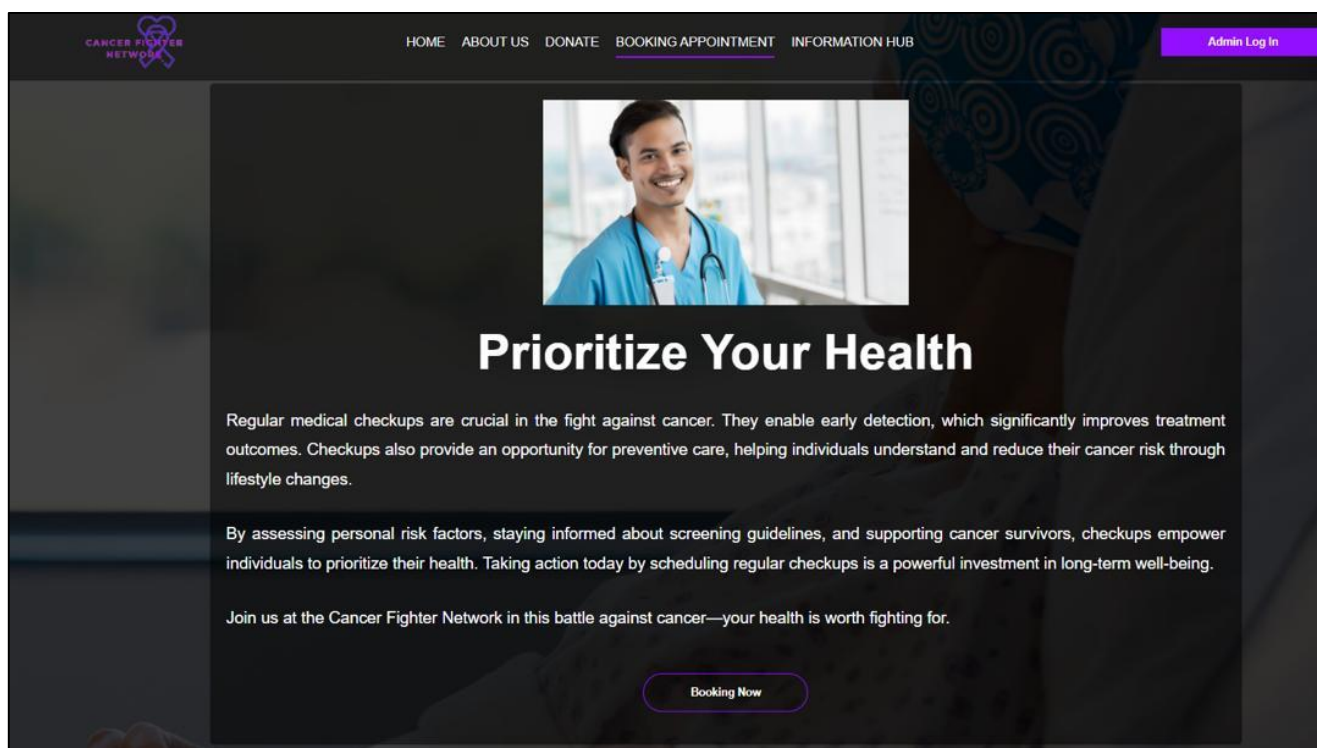 CANCER FIGHTER
NETWORK
HOME ABOUT US DONATE BOOKING APPOINTMENT INFORMATION HUB
Admin Log In
Prioritize Your Health
Regular medical checkups are crucial in the fight against cancer. They enable early detection, which significantly improves treatment
outcomes. Checkups also provide an opportunity for preventive care, helping individuals understand and reduce their cancer risk through
lifestyle changes.
By assessing personal risk factors, staying informed about screening guidelines, and supporting cancer survivors, checkups empower
individuals to prioritize their health. Taking action today by scheduling regular checkups is a powerful investment in long-term well-being.
Join us at the Cancer Fighter Network in this battle against cancer—your health is worth fighting for.
Booking Now